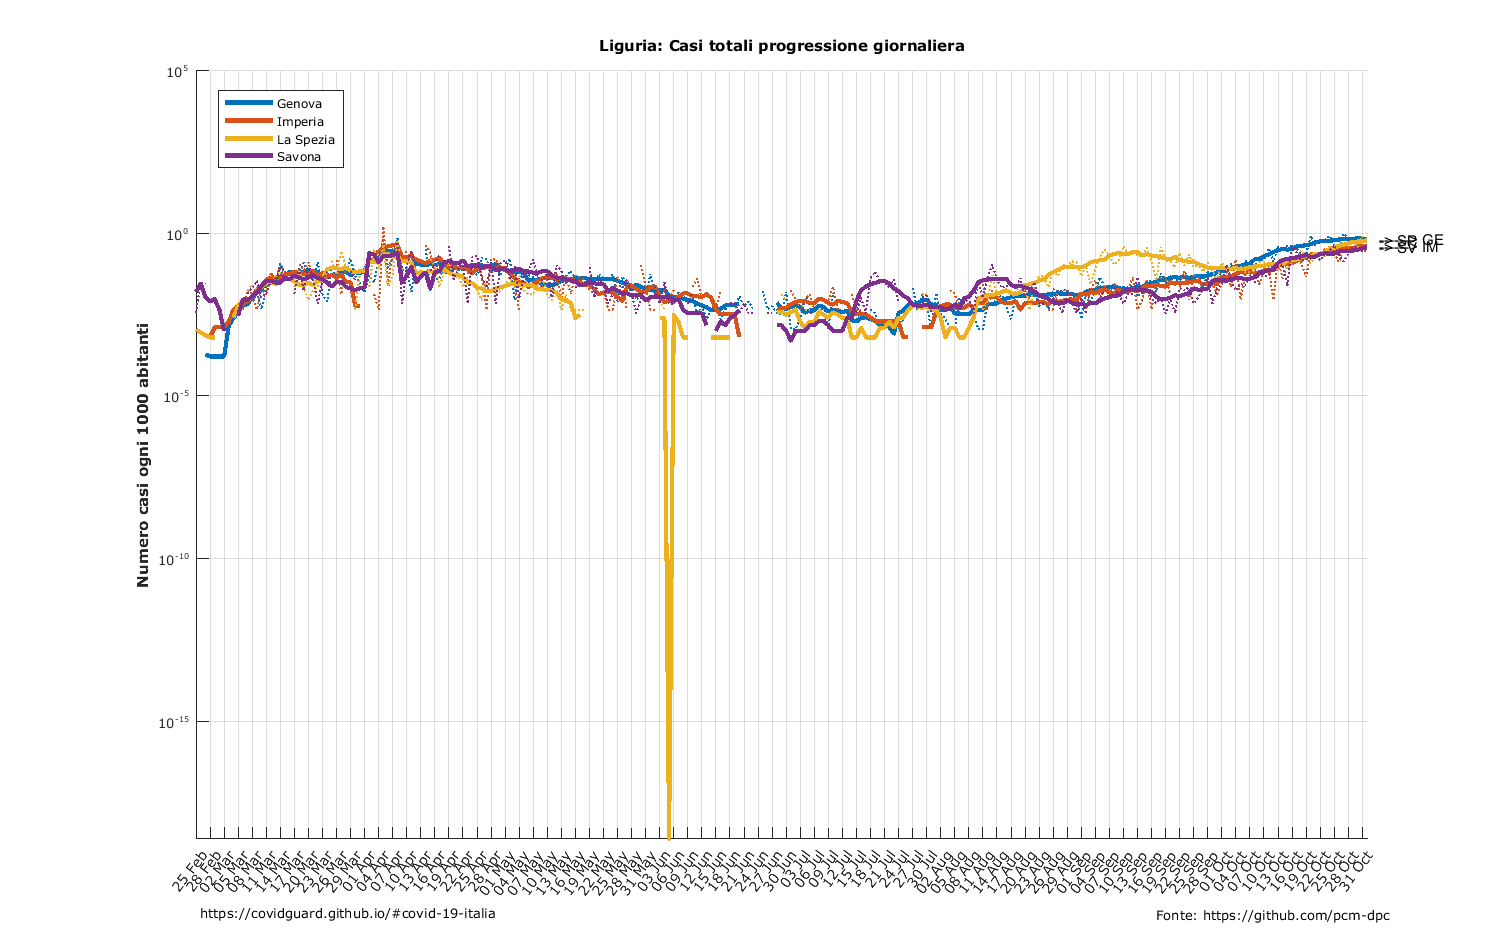 Liguria: Casi totali progressione giornaliera
10^5
10^0
10^-5
10^-10
10^-15
Numero casi ogni 1000 abitanti
Genova
Imperia
La Spezia
Savona
25 Feb
28 Feb
02 Mar
05 Mar
08 Mar
11 Mar
14 Mar
17 Mar
20 Mar
23 Mar
26 Mar
29 Mar
01 Apr
04 Apr
07 Apr
10 Apr
13 Apr
16 Apr
19 Apr
22 Apr
25 Apr
28 Apr
01 May
04 May
07 May
10 May
13 May
16 May
19 May
22 May
25 May
28 May
31 May
03 Jun
06 Jun
09 Jun
12 Jun
15 Jun
18 Jun
21 Jun
24 Jun
27 Jun
30 Jun
03 Jul
06 Jul
09 Jul
12 Jul
15 Jul
18 Jul
21 Jul
24 Jul
27 Jul
30 Jul
02 Aug
05 Aug
08 Aug
11 Aug
14 Aug
17 Aug
20 Aug
23 Aug
26 Aug
29 Aug
01 Sep
04 Sep
07 Sep
10 Sep
13 Sep
16 Sep
19 Sep
22 Sep
25 Sep
28 Sep
01 Oct
04 Oct
07 Oct
10 Oct
13 Oct
16 Oct
19 Oct
22 Oct
25 Oct
28 Oct
31 Oct
https://covidguard.github.io/#covid-19-italia
Fonte: https://github.com/pcm-dpc